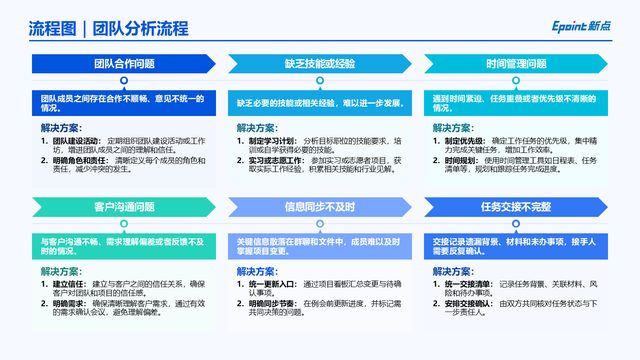 流程图｜团队分析流程
Epoint 新点
团队合作问题
团队成员之间存在合作不顺畅、意见不统一的
情况。
解决方案：
1. 团队建设活动： 定期组织团队建设活动或工作
坊，增进团队成员之间的理解和信任。
2. 明确角色和责任： 清晰定义每个成员的角色和
责任，减少冲突的发生。
缺乏技能或经验
缺乏必要的技能或相关经验，难以进一步发展。
解决方案：
1. 制定学习计划： 分析目标职位的技能要求，培
训或自学获得必要的技能。
2. 实习或志愿工作： 参加实习或志愿者项目，获
取实际工作经验，积累相关技能和行业见解。
时间管理问题
遇到时间紧迫、任务重叠或者优先级不清晰的
情况。
解决方案：
1. 制定优先级： 确定工作任务的优先级，集中精
力完成关键任务，增加工作效率。
2. 时间规划： 使用时间管理工具如日程表、任务
清单等，规划和跟踪任务完成进度。
客户沟通问题
与客户沟通不畅、需求理解偏差或者反馈不及
时的情况。
解决方案：
1. 建立信任： 建立与客户之间的信任关系，确保
客户对团队和项目的信任感。
2. 明确需求： 确保清晰理解客户需求，通过有效
的需求确认会议，避免理解偏差。
信息同步不及时
关键信息散落在群聊和文件中，成员难以及时
掌握项目变更。
解决方案：
1. 统一更新入口： 通过项目看板汇总变更与待确
认事项。
2. 明确同步节奏： 在例会前更新进度，并标记需
共同决策的问题。
任务交接不完整
交接记录遗漏背景、材料和未办事项，接手人
需要反复确认。
解决方案：
1. 统一交接清单： 记录任务背景、关联材料、风
险和待办事项。
2. 安排交接确认： 由双方共同核对任务状态与下
一步责任人。